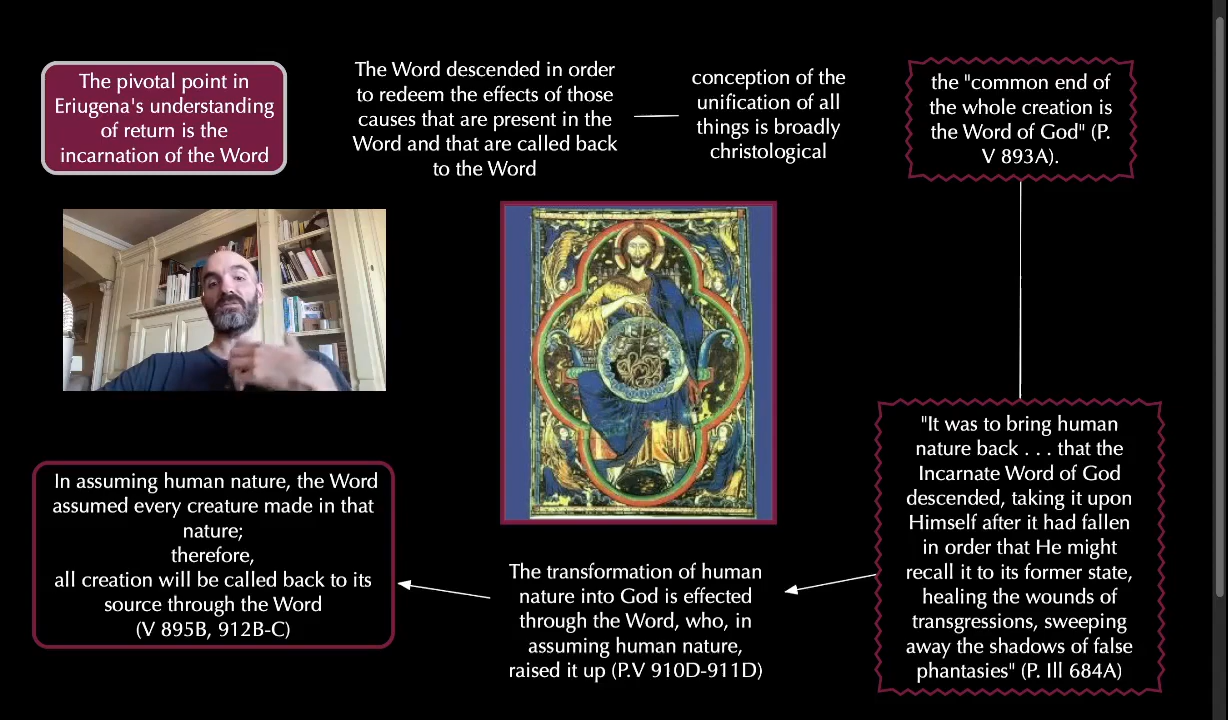 The pivotal point in
Eriugena's understanding
of return is the
incarnation of the Word
The Word descended in order
to redeem the effects of those
causes that are present in the
Word and that are called back
to the Word
conception of the
unification of all
things is broadly
christological
the "common end of
the whole creation is
the Word of God" (P.
V 893A).
"It was to bring human
nature back . . . that the
Incarnate Word of God
descended, taking it upon
Himself after it had fallen
in order that He might
recall it to its former state,
healing the wounds of
transgressions, sweeping
away the shadows of false
phantasies" (P. Ill 684A)
The transformation of human
nature into God is effected
through the Word, who, in
assuming human nature,
raised it up (P.V 910D-911D)
In assuming human nature, the Word
assumed every creature made in that
nature;
therefore,
all creation will be called back to its
source through the Word
(V 895B, 912B-C)